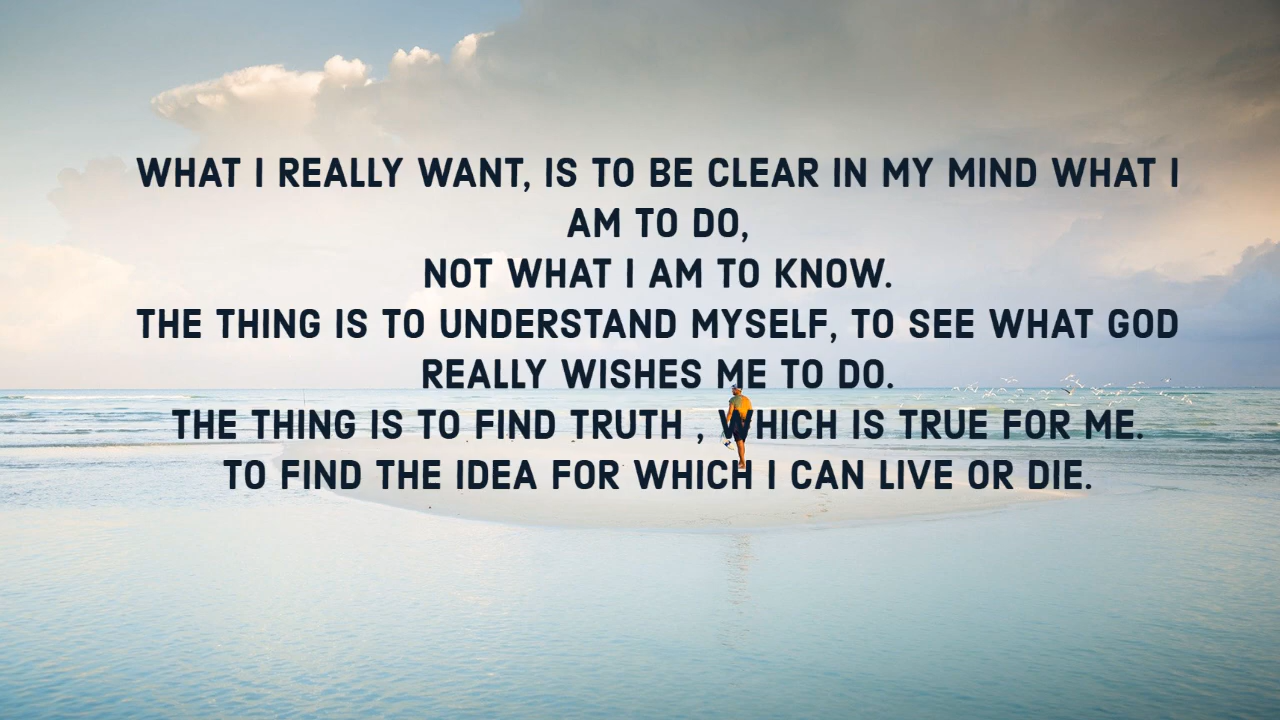 WHAT I REALLY WANT, IS TO BE CLEAR IN MY MIND WHAT I
AM TO DO,
NOT WHAT I AM TO KNOW.
THE THING IS TO UNDERSTAND MYSELF, TO SEE WHAT GOD
REALLY WISHES ME TO DO.
THE THING IS TO FIND TRUTH , WHICH IS TRUE FOR ME.
TO FIND THE IDEA FOR WHICH I CAN LIVE OR DIE.